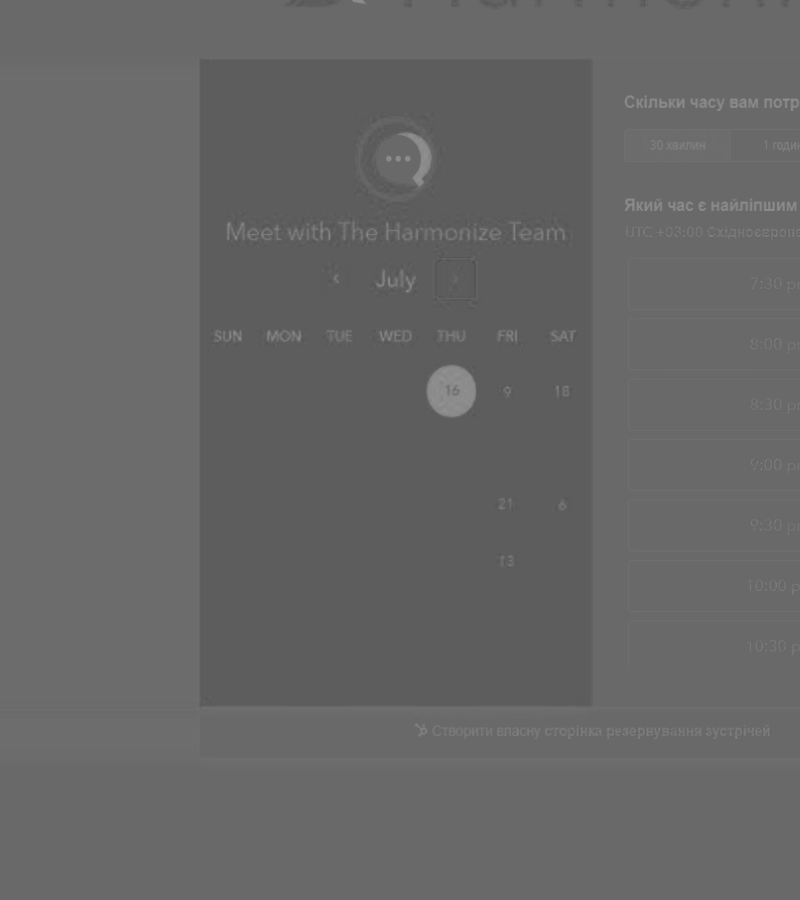 Meet with The Harmonize Team
‹ July ›
SUN MON TUE WED THU FRI SAT
16 9 18
21 6
13
Скільки часу вам потр
30 хвилин 1 годин
Який час є найліпшим
UTC +03:00 Східноєвропе
7:30 p
8:00 p
8:30 p
9:00 p
9:30 p
10:00 p
10:30 p
Створити власну сторінка резервування зустрічей